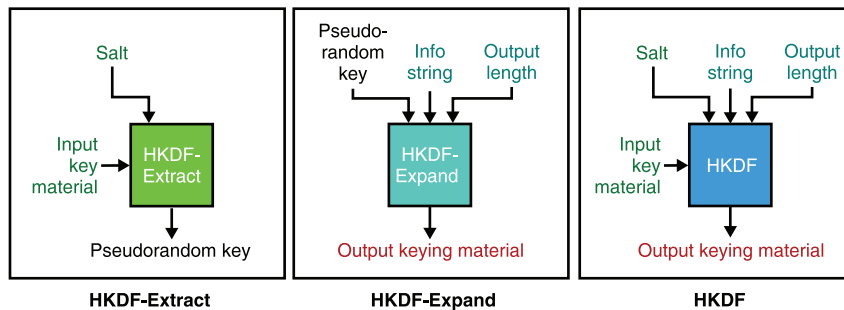 Salt
Input
key
material
HKDF-
Extract
Pseudorandom key
HKDF-Extract
Pseudo-
random
key
Info
string
Output
length
HKDF-
Expand
Output keying material
HKDF-Expand
Salt
Info
string
Output
length
Input
key
material
HKDF
Output keying material
HKDF